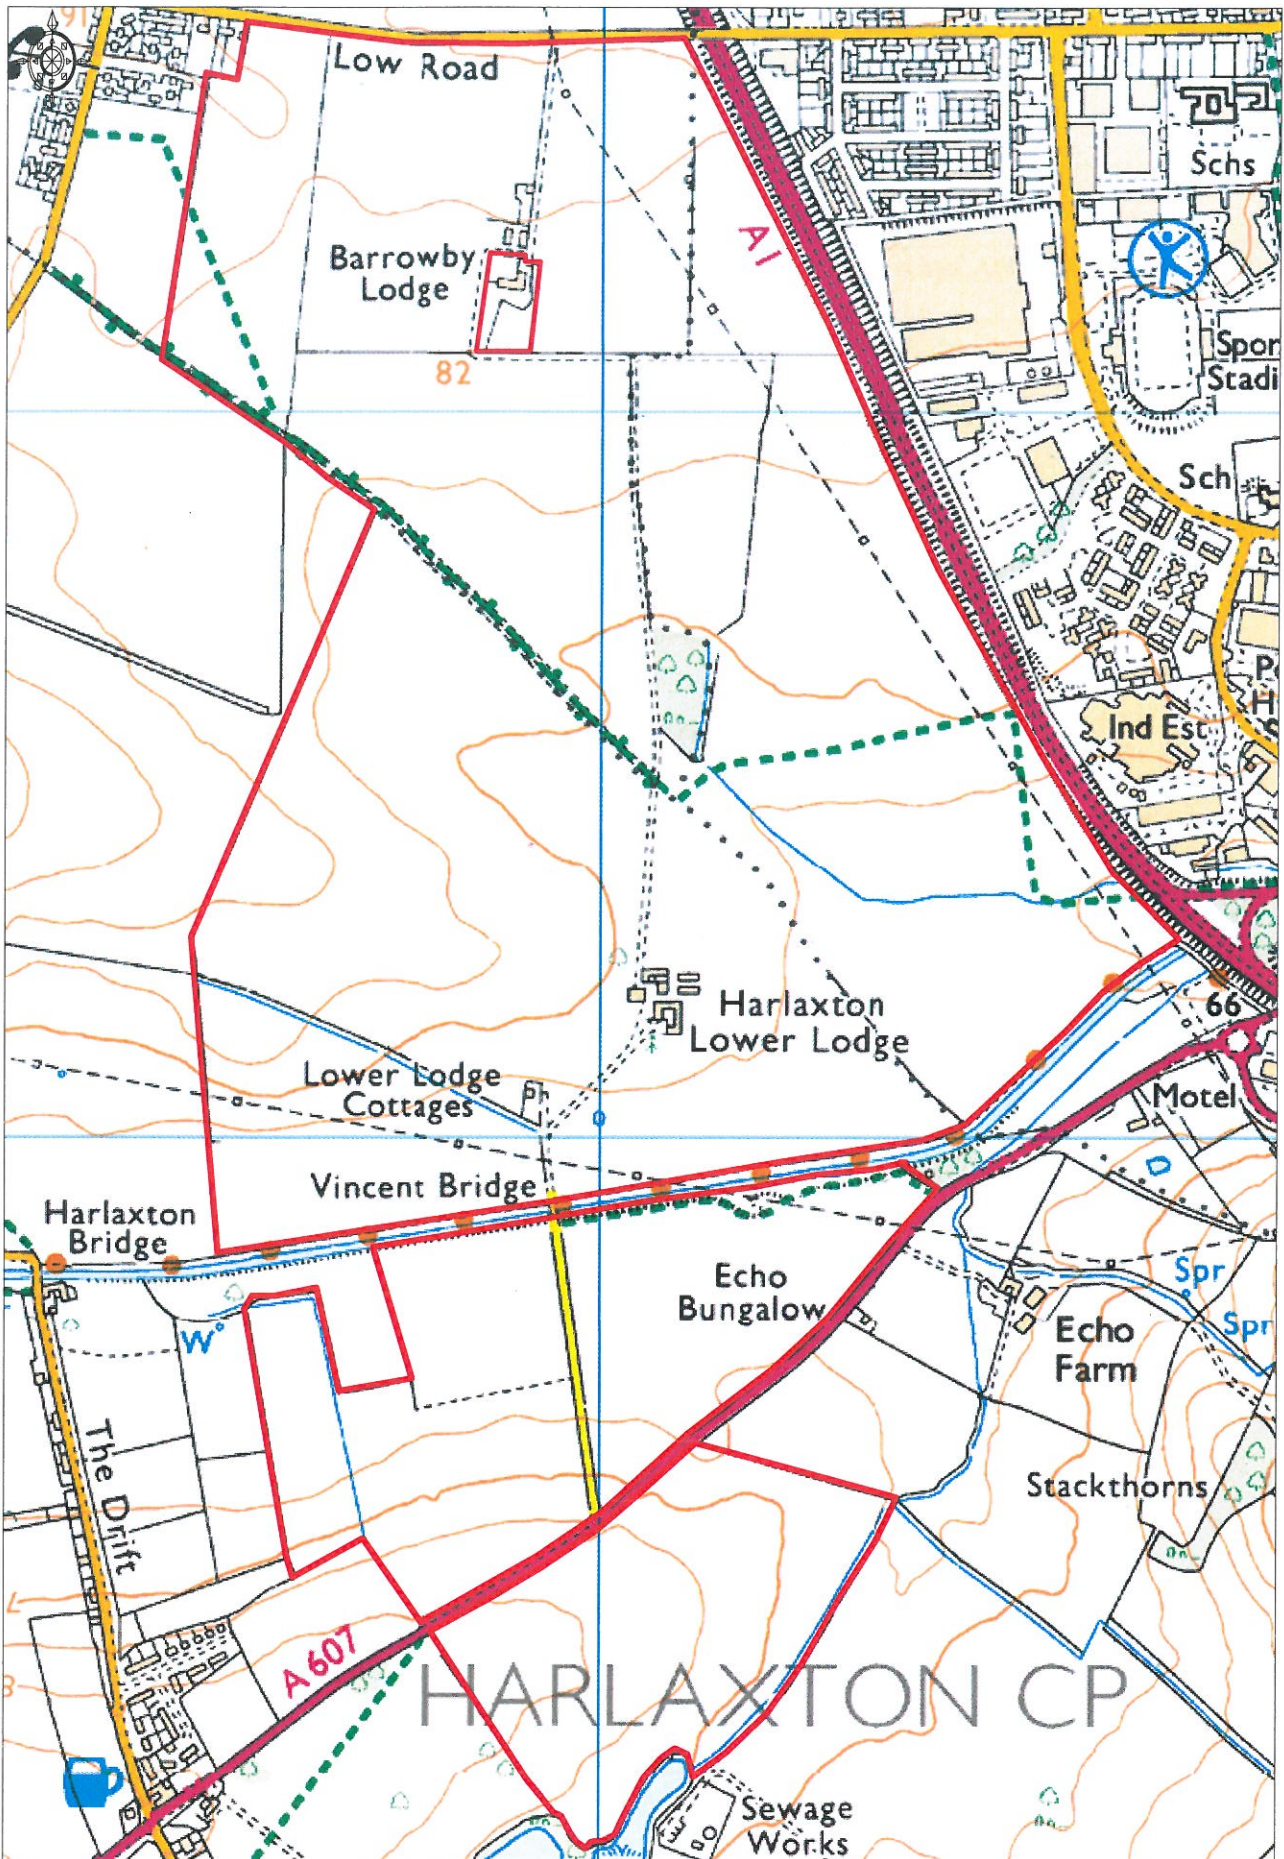 91
Low Road
Schs
A1
Barrowby
Lodge
82
Spor
Stadi
Sch
Ind Est
Harlaxton
Lower Lodge
66
Lower Lodge
Cottages
Motel
Vincent Bridge
Harlaxton
Bridge
Echo
Bungalow
Spr
Spr
W
Echo
Farm
The Drift
Stackthorns
A 607
HARLAXTON CP
Sewage
Works